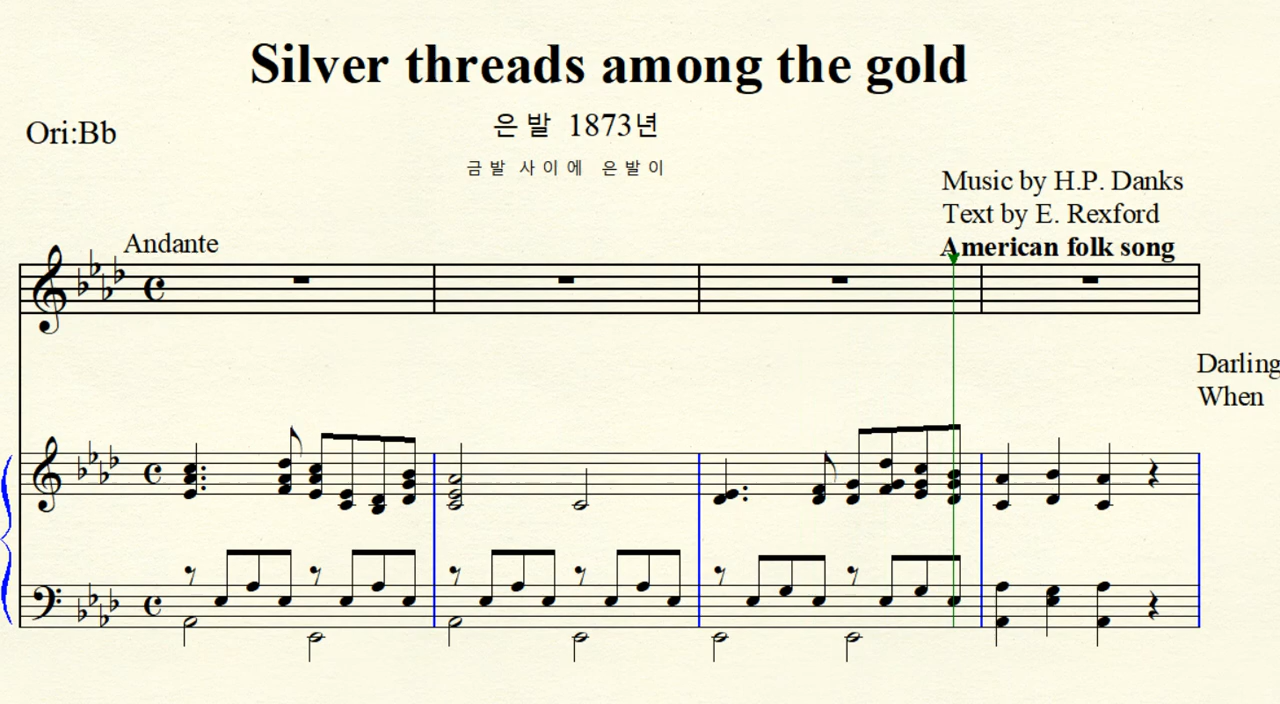 Silver threads among the gold
Ori:Bb
은 발 1873년
금 발 사 이 에 은 발 이
Music by H.P. Danks
Text by E. Rexford
American folk song
Andante
Darling
When